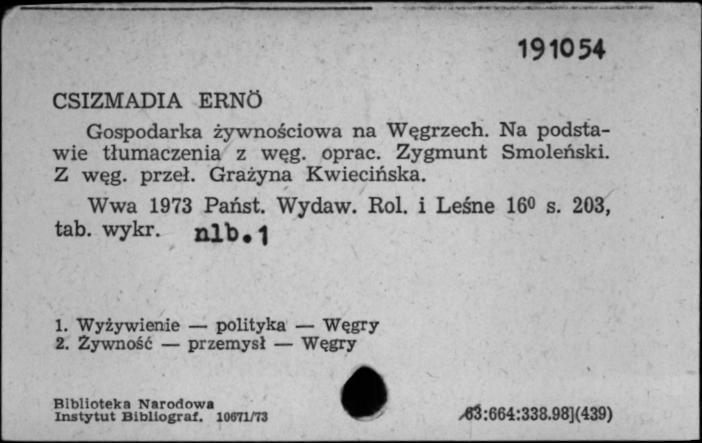 191054
CSIZMADIA ERNÖ
Gospodarka żywnościowa na Węgrzech. Na podsta-
wie tłumaczenia z węg. oprac. Zygmunt Smoleński.
Z węg. przeł. Grażyna Kwiecińska.
Wwa 1973 Państ. Wydaw. Rol. i Leśne 16⁰ s. 203,
tab. wykr. nlb. 1
1. Wyżywienie — polityka — Węgry
2. Żywność — przemysł — Węgry
Biblioteka Narodowa
Instytut Bibliograf. 10671/73
63:664:338.98](439)